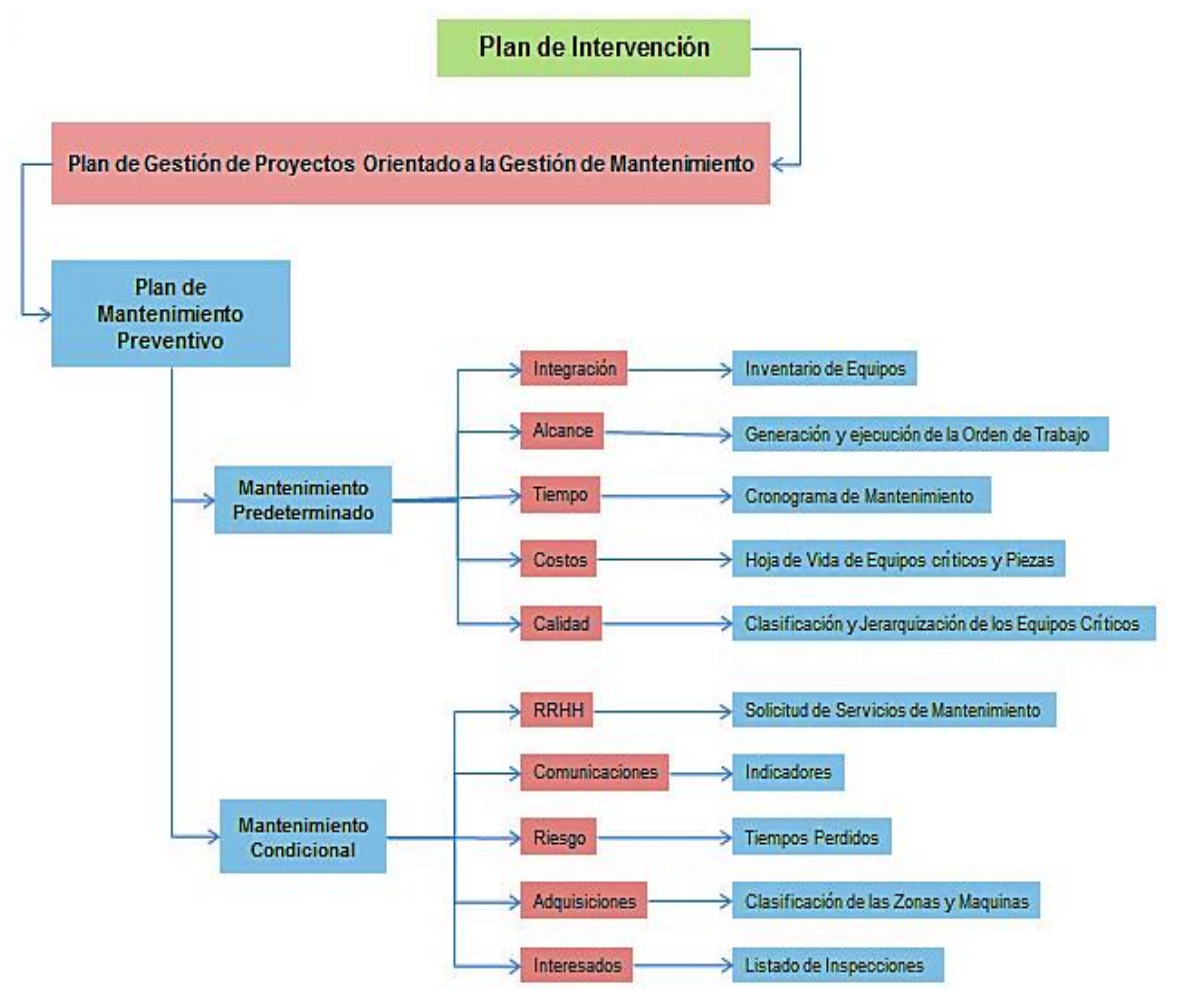 Plan de Intervención
Plan de Gestión de Proyectos Orientado a la Gestión de Mantenimiento
Plan de
Mantenimiento
Preventivo
Mantenimiento
Predeterminado
Integración
Inventario de Equipos
Alcance
Generación y ejecución de la Orden de Trabajo
Tiempo
Cronograma de Mantenimiento
Costos
Hoja de Vida de Equipos críticos y Piezas
Calidad
Clasificación y Jerarquización de los Equipos Críticos
Mantenimiento
Condicional
RRHH
Solicitud de Servicios de Mantenimiento
Comunicaciones
Indicadores
Riesgo
Tiempos Perdidos
Adquisiciones
Clasificación de las Zonas y Maquinas
Interesados
Listado de Inspecciones